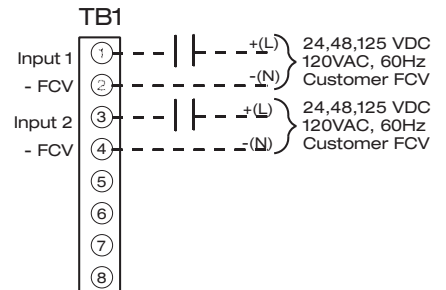 TB1
Input 1
1
+(L)
24,48,125 VDC
120VAC, 60Hz
- FCV
2
-(N)
Customer FCV
Input 2
3
+(L)
24,48,125 VDC
120VAC, 60Hz
- FCV
4
-(N)
Customer FCV
5
6
7
8